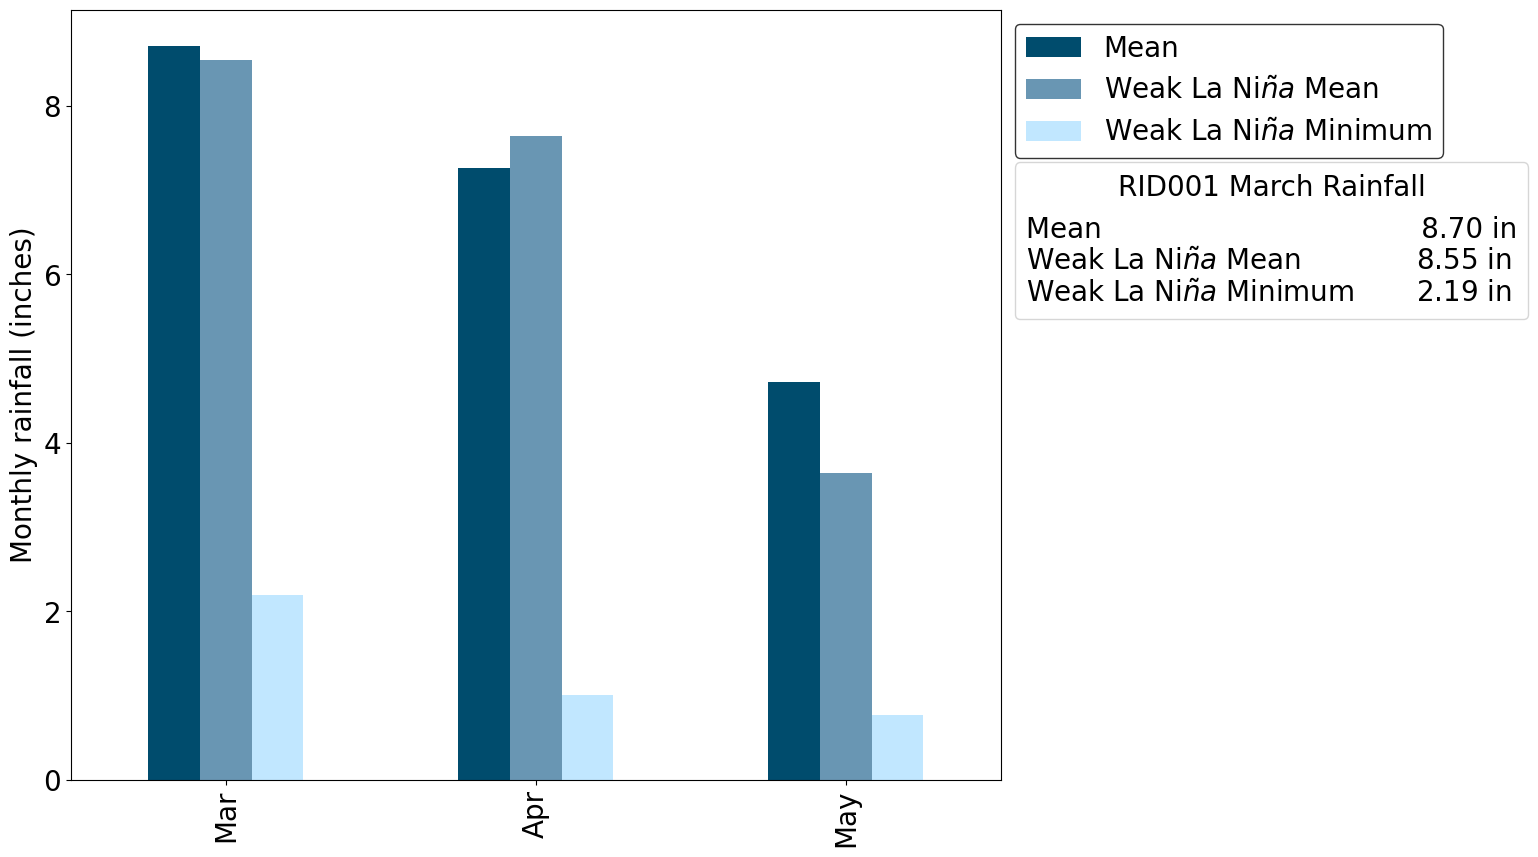 Monthly rainfall (inches)
8
6
4
2
0
Mar
Apr
May
Mean
Weak La Niña Mean
Weak La Niña Minimum
RID001 March Rainfall
Mean 8.70 in
Weak La Niña Mean 8.55 in
Weak La Niña Minimum 2.19 in